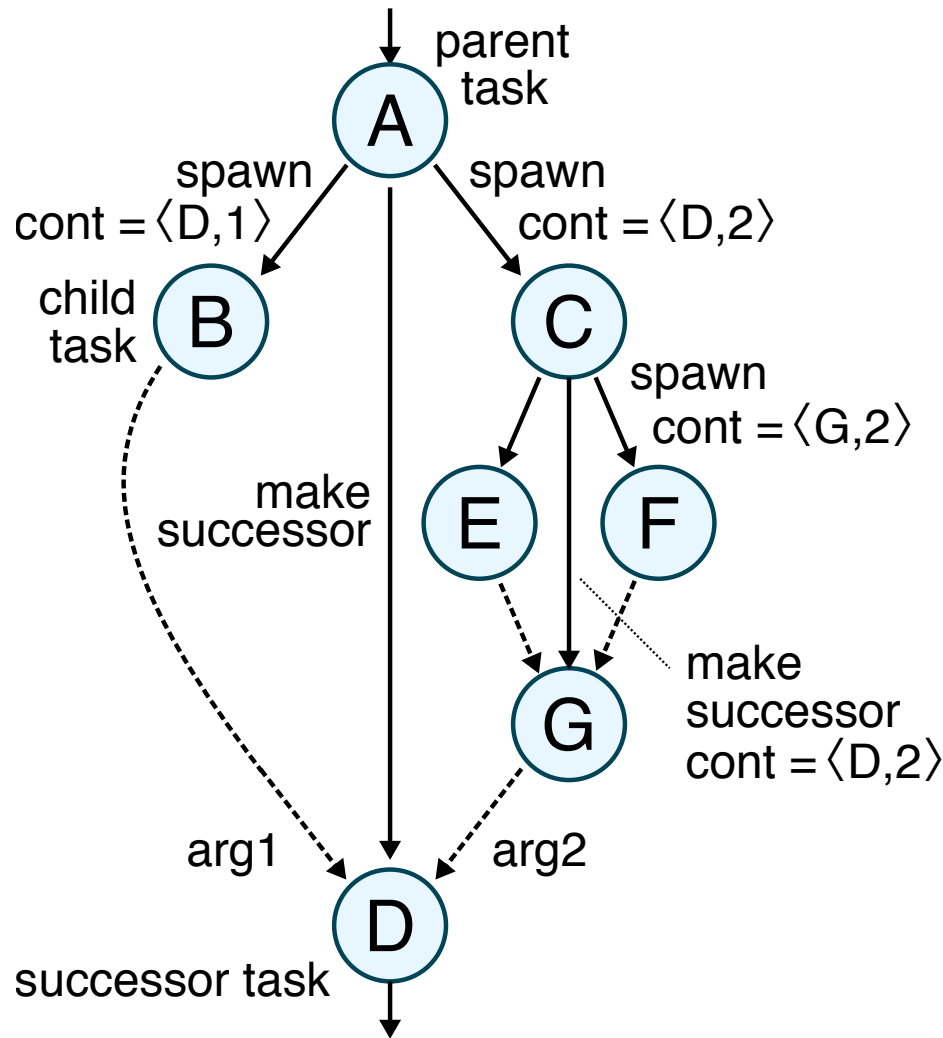 parent
task
A
spawn
cont = ⟨D,1⟩
spawn
cont = ⟨D,2⟩
child
task
B
C
spawn
cont = ⟨G,2⟩
make
successor
E
F
make
successor
cont = ⟨D,2⟩
G
arg1
arg2
D
successor task